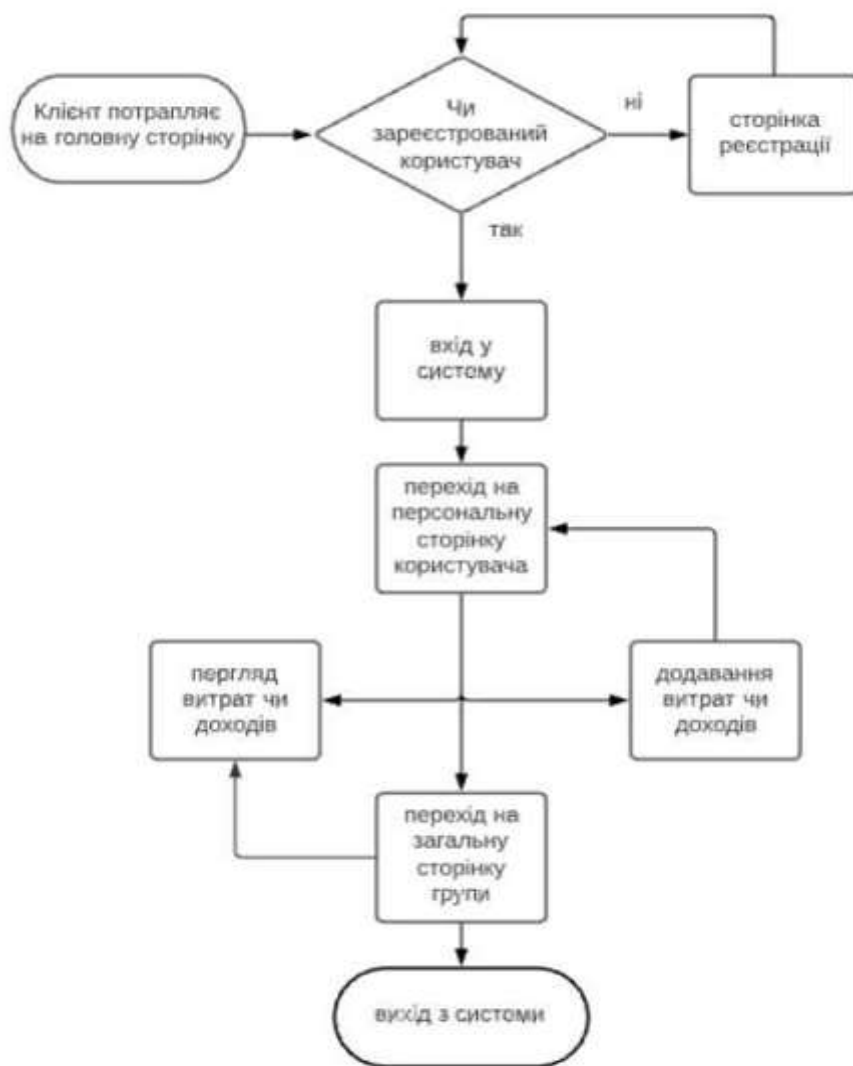 Клієнт потрапляє
на головну сторінку
Чи
зареєстрований
користувач
ні
сторінка
реєстрації
так
вхід у
систему
перехід на
персональну
сторінку
користувача
пергляд
витрат чи
доходів
додавання
витрат чи
доходів
перехід на
загальну
сторінку
групи
вихід з системи